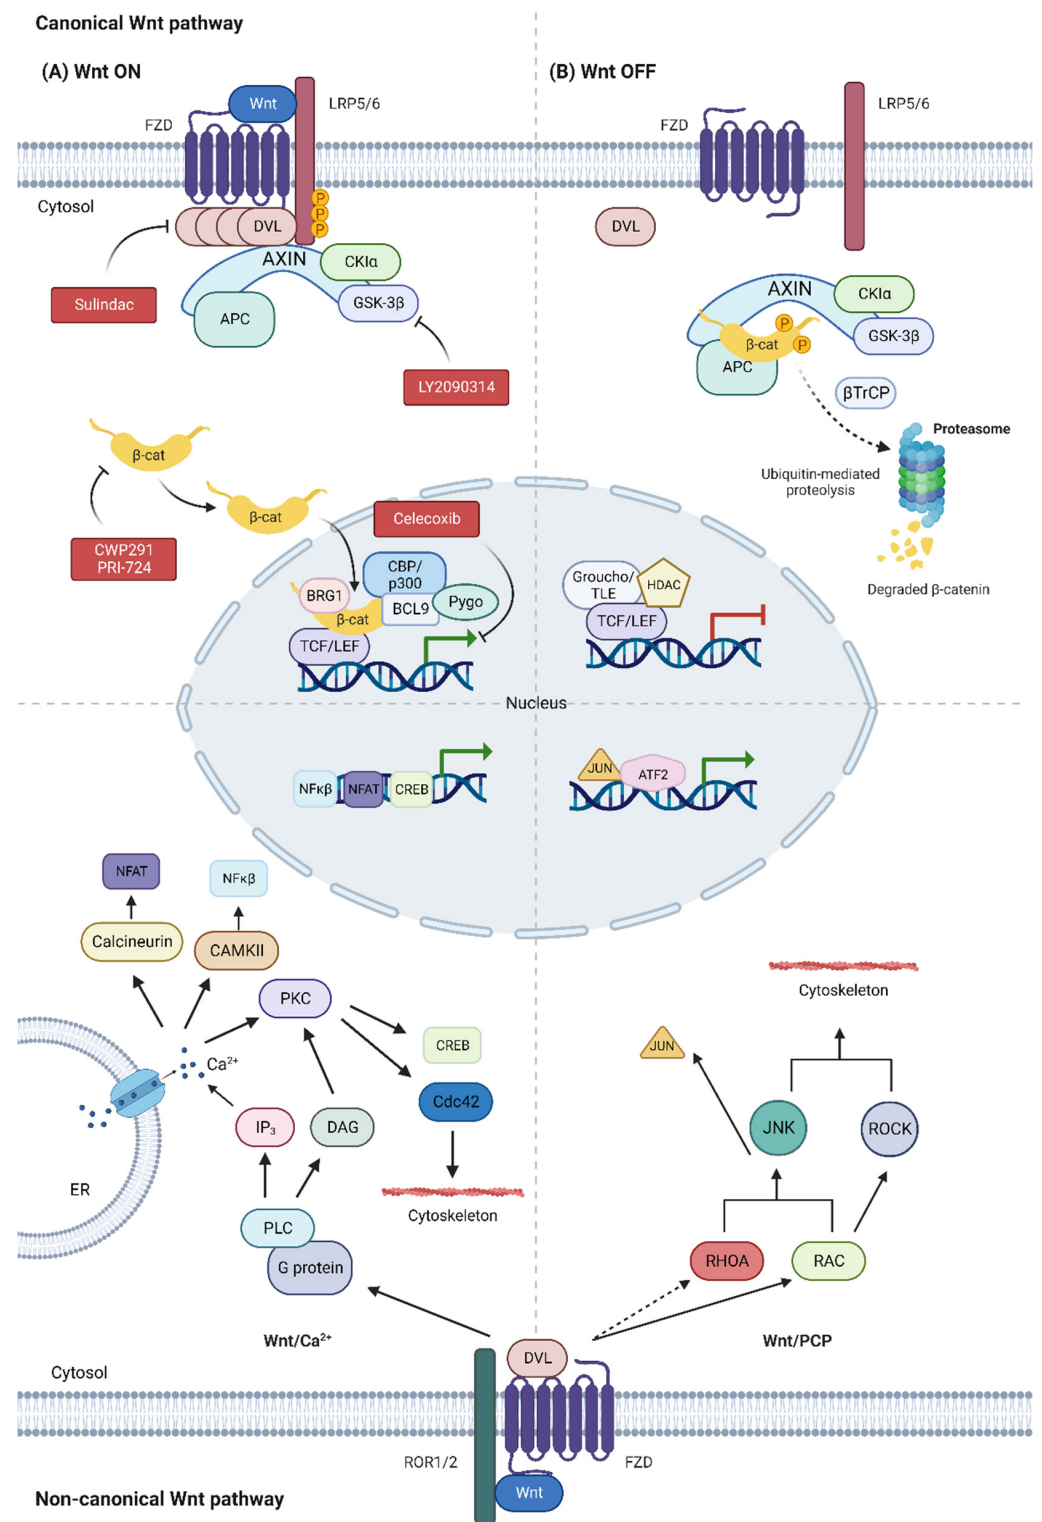 Canonical Wnt pathway
(A) Wnt ON
(B) Wnt OFF
Wnt
LRP5/6
FZD
Cytosol
P
P
P
DVL
AXIN
CKIα
GSK-3β
APC
Sulindac
LY2090314
FZD
LRP5/6
DVL
AXIN
CKIα
GSK-3β
P
P
β-cat
APC
βTrCP
Proteasome
Ubiquitin-mediated
proteolysis
Degraded β-catenin
β-cat
β-cat
CWP291
PRI-724
Celecoxib
CBP/
p300
BRG1
BCL9
Pygo
β-cat
TCF/LEF
Groucho/
TLE
HDAC
TCF/LEF
Nucleus
NFκβ
NFAT
CREB
JUN
ATF2
NFAT
NFκβ
Calcineurin
CAMKII
PKC
Ca²⁺
CREB
Cdc42
IP₃
DAG
ER
PLC
G protein
Cytoskeleton
Cytoskeleton
JUN
JNK
ROCK
RHOA
RAC
Wnt/Ca²⁺
Wnt/PCP
DVL
Cytosol
ROR1/2
FZD
Wnt
Non-canonical Wnt pathway